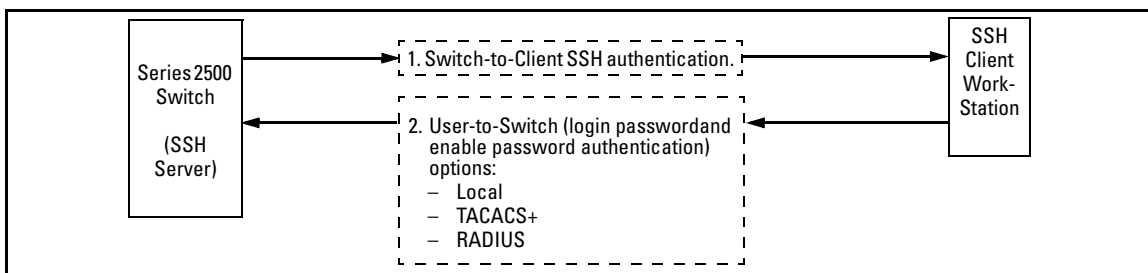 Series 2500
Switch
(SSH
Server)
1. Switch-to-Client SSH authentication.
2. User-to-Switch (login passwordand
enable password authentication)
options:
– Local
– TACACS+
– RADIUS
SSH
Client
Work-
Station